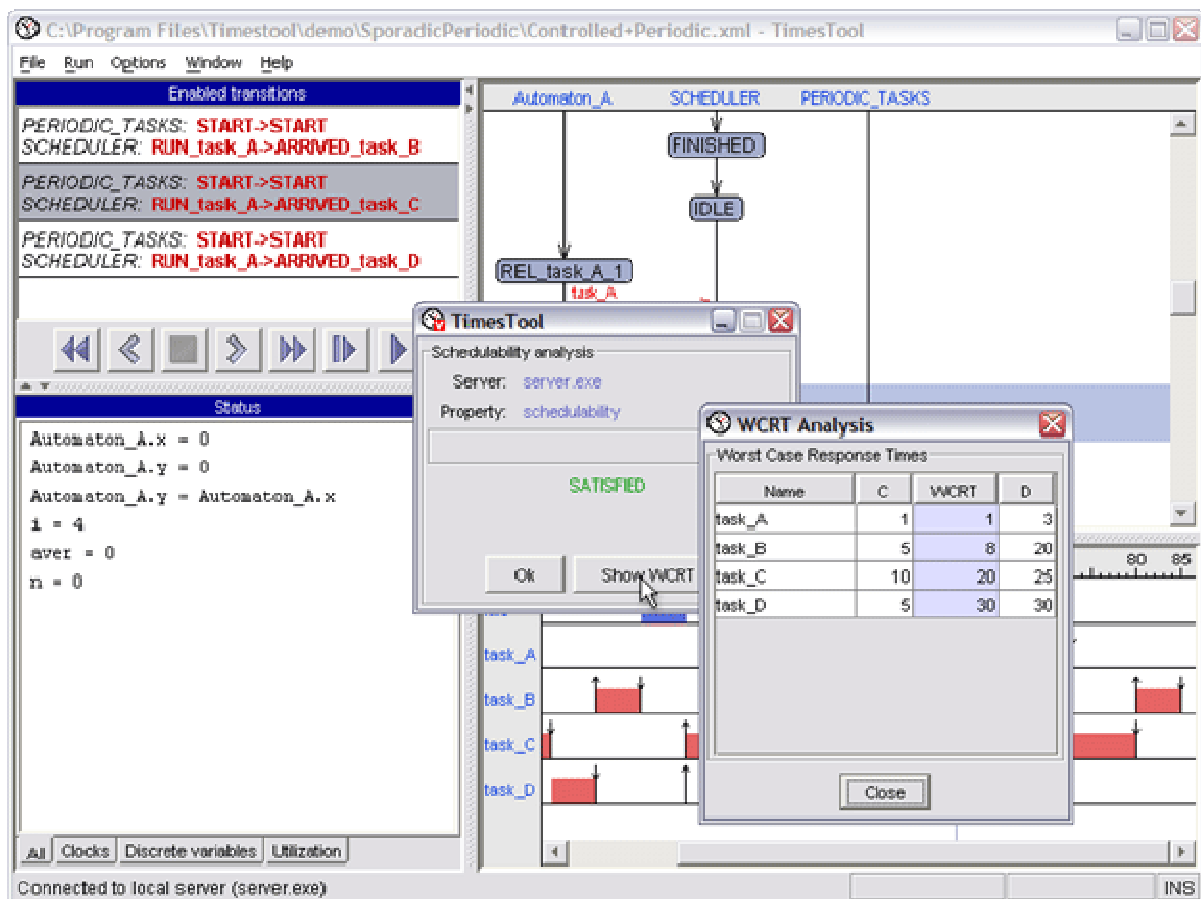 C:\Program Files\Timestool\demo\SporadicPeriodic\Controlled+Periodic.xml - TimesTool
File Run Options Window Help
Enabled transitions
PERIODIC_TASKS: START->START
SCHEDULER: RUN_task_A->ARRIVED_task_B
PERIODIC_TASKS: START->START
SCHEDULER: RUN_task_A->ARRIVED_task_C
PERIODIC_TASKS: START->START
SCHEDULER: RUN_task_A->ARRIVED_task_D
Status
Automaton_A.x = 0
Automaton_A.y = 0
Automaton_A.y = Automaton_A.x
i = 4
aver = 0
n = 0
All Clocks Discrete variables Utilization
Automaton_A SCHEDULER PERIODIC_TASKS
FINISHED
IDLE
REL_task_A_1
task_A
TimesTool
Schedulability analysis
Server: server.exe
Property: schedulability
SATISFIED
Ok Show WCRT
WCRT Analysis
Worst Case Response Times
Name C WCRT D
task_A 1 1 3
task_B 5 8 20
task_C 10 20 25
task_D 5 30 30
Close
80 85
task_A
task_B
task_C
task_D
Connected to local server (server.exe)
INS